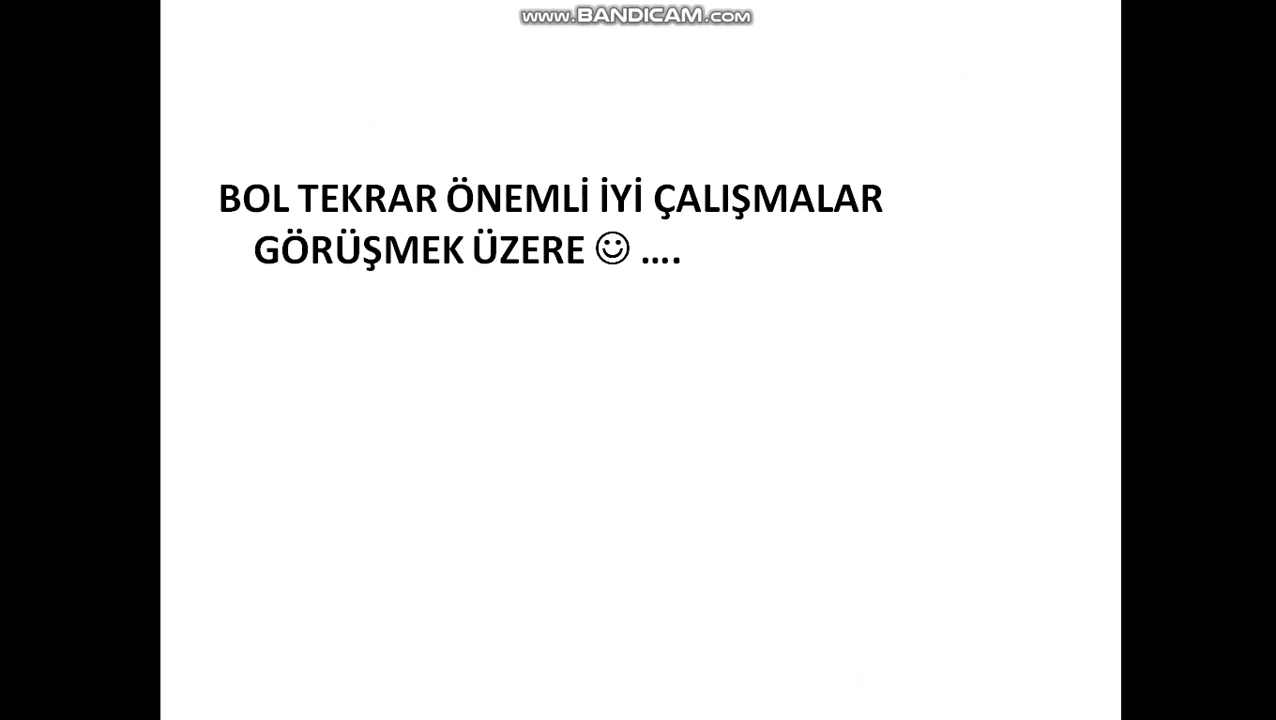 www.BANDICAM.com
BOL TEKRAR ÖNEMLİ İYİ ÇALIŞMALAR
GÖRÜŞMEK ÜZERE ☺ ....